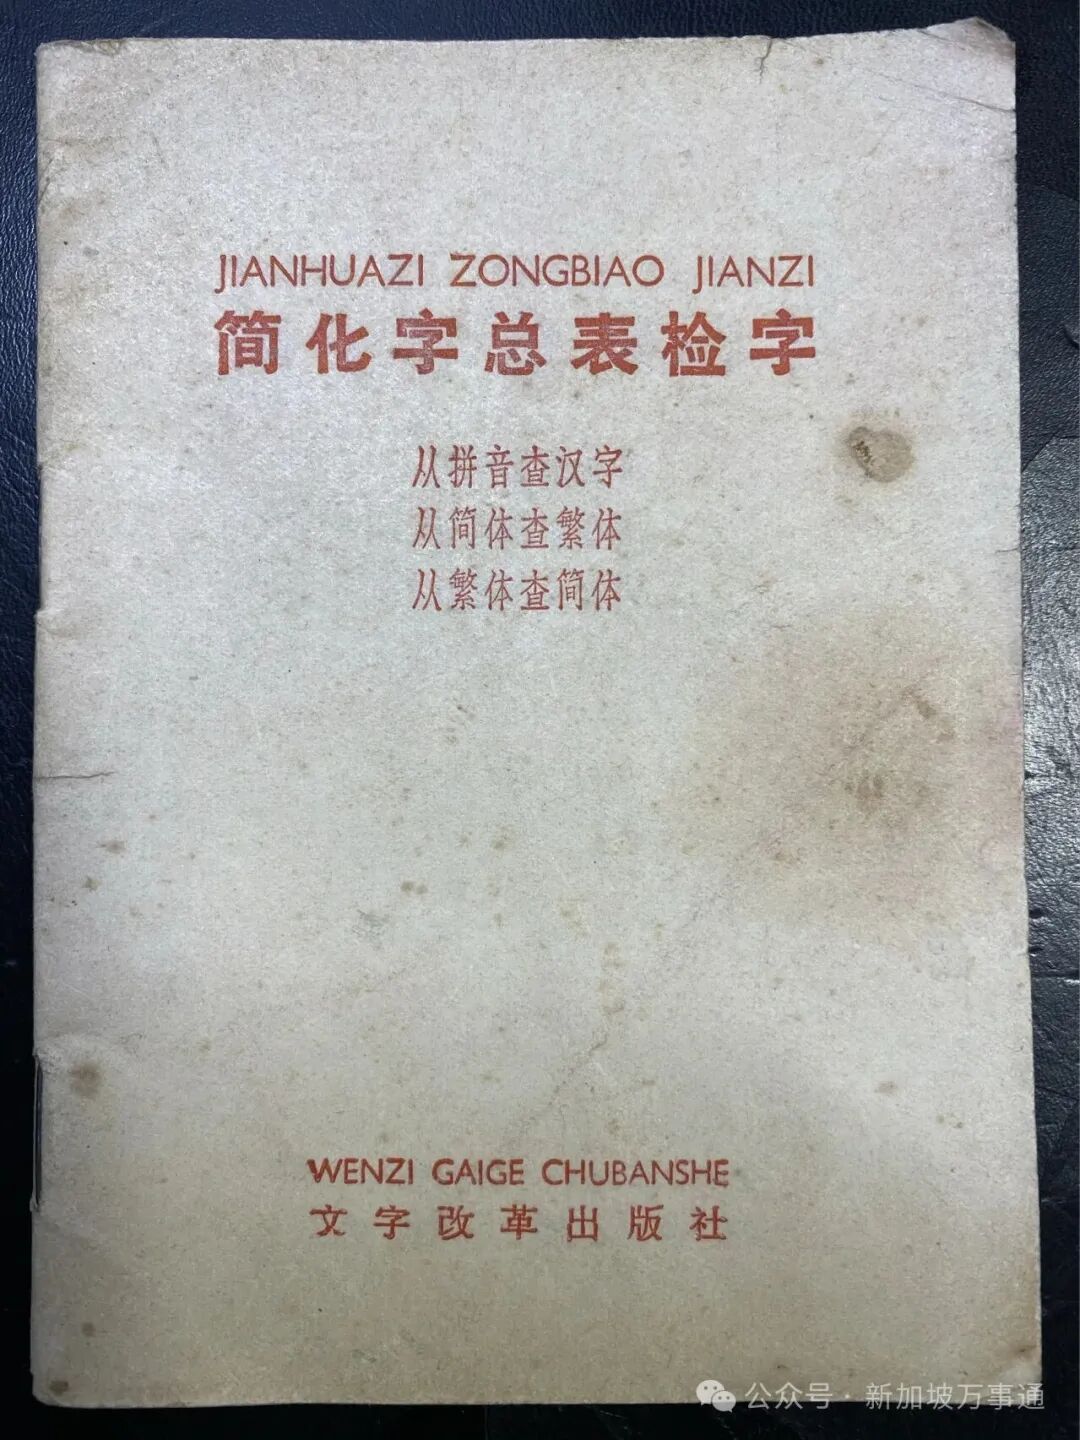 JIANHUAZI ZONGBIAO JIANZI
简化字总表检字
从拼音查汉字
从简体查繁体
从繁体查简体
WENZI GAIGE CHUBANSHE
文字改革出版社
公众号·新加坡万事通